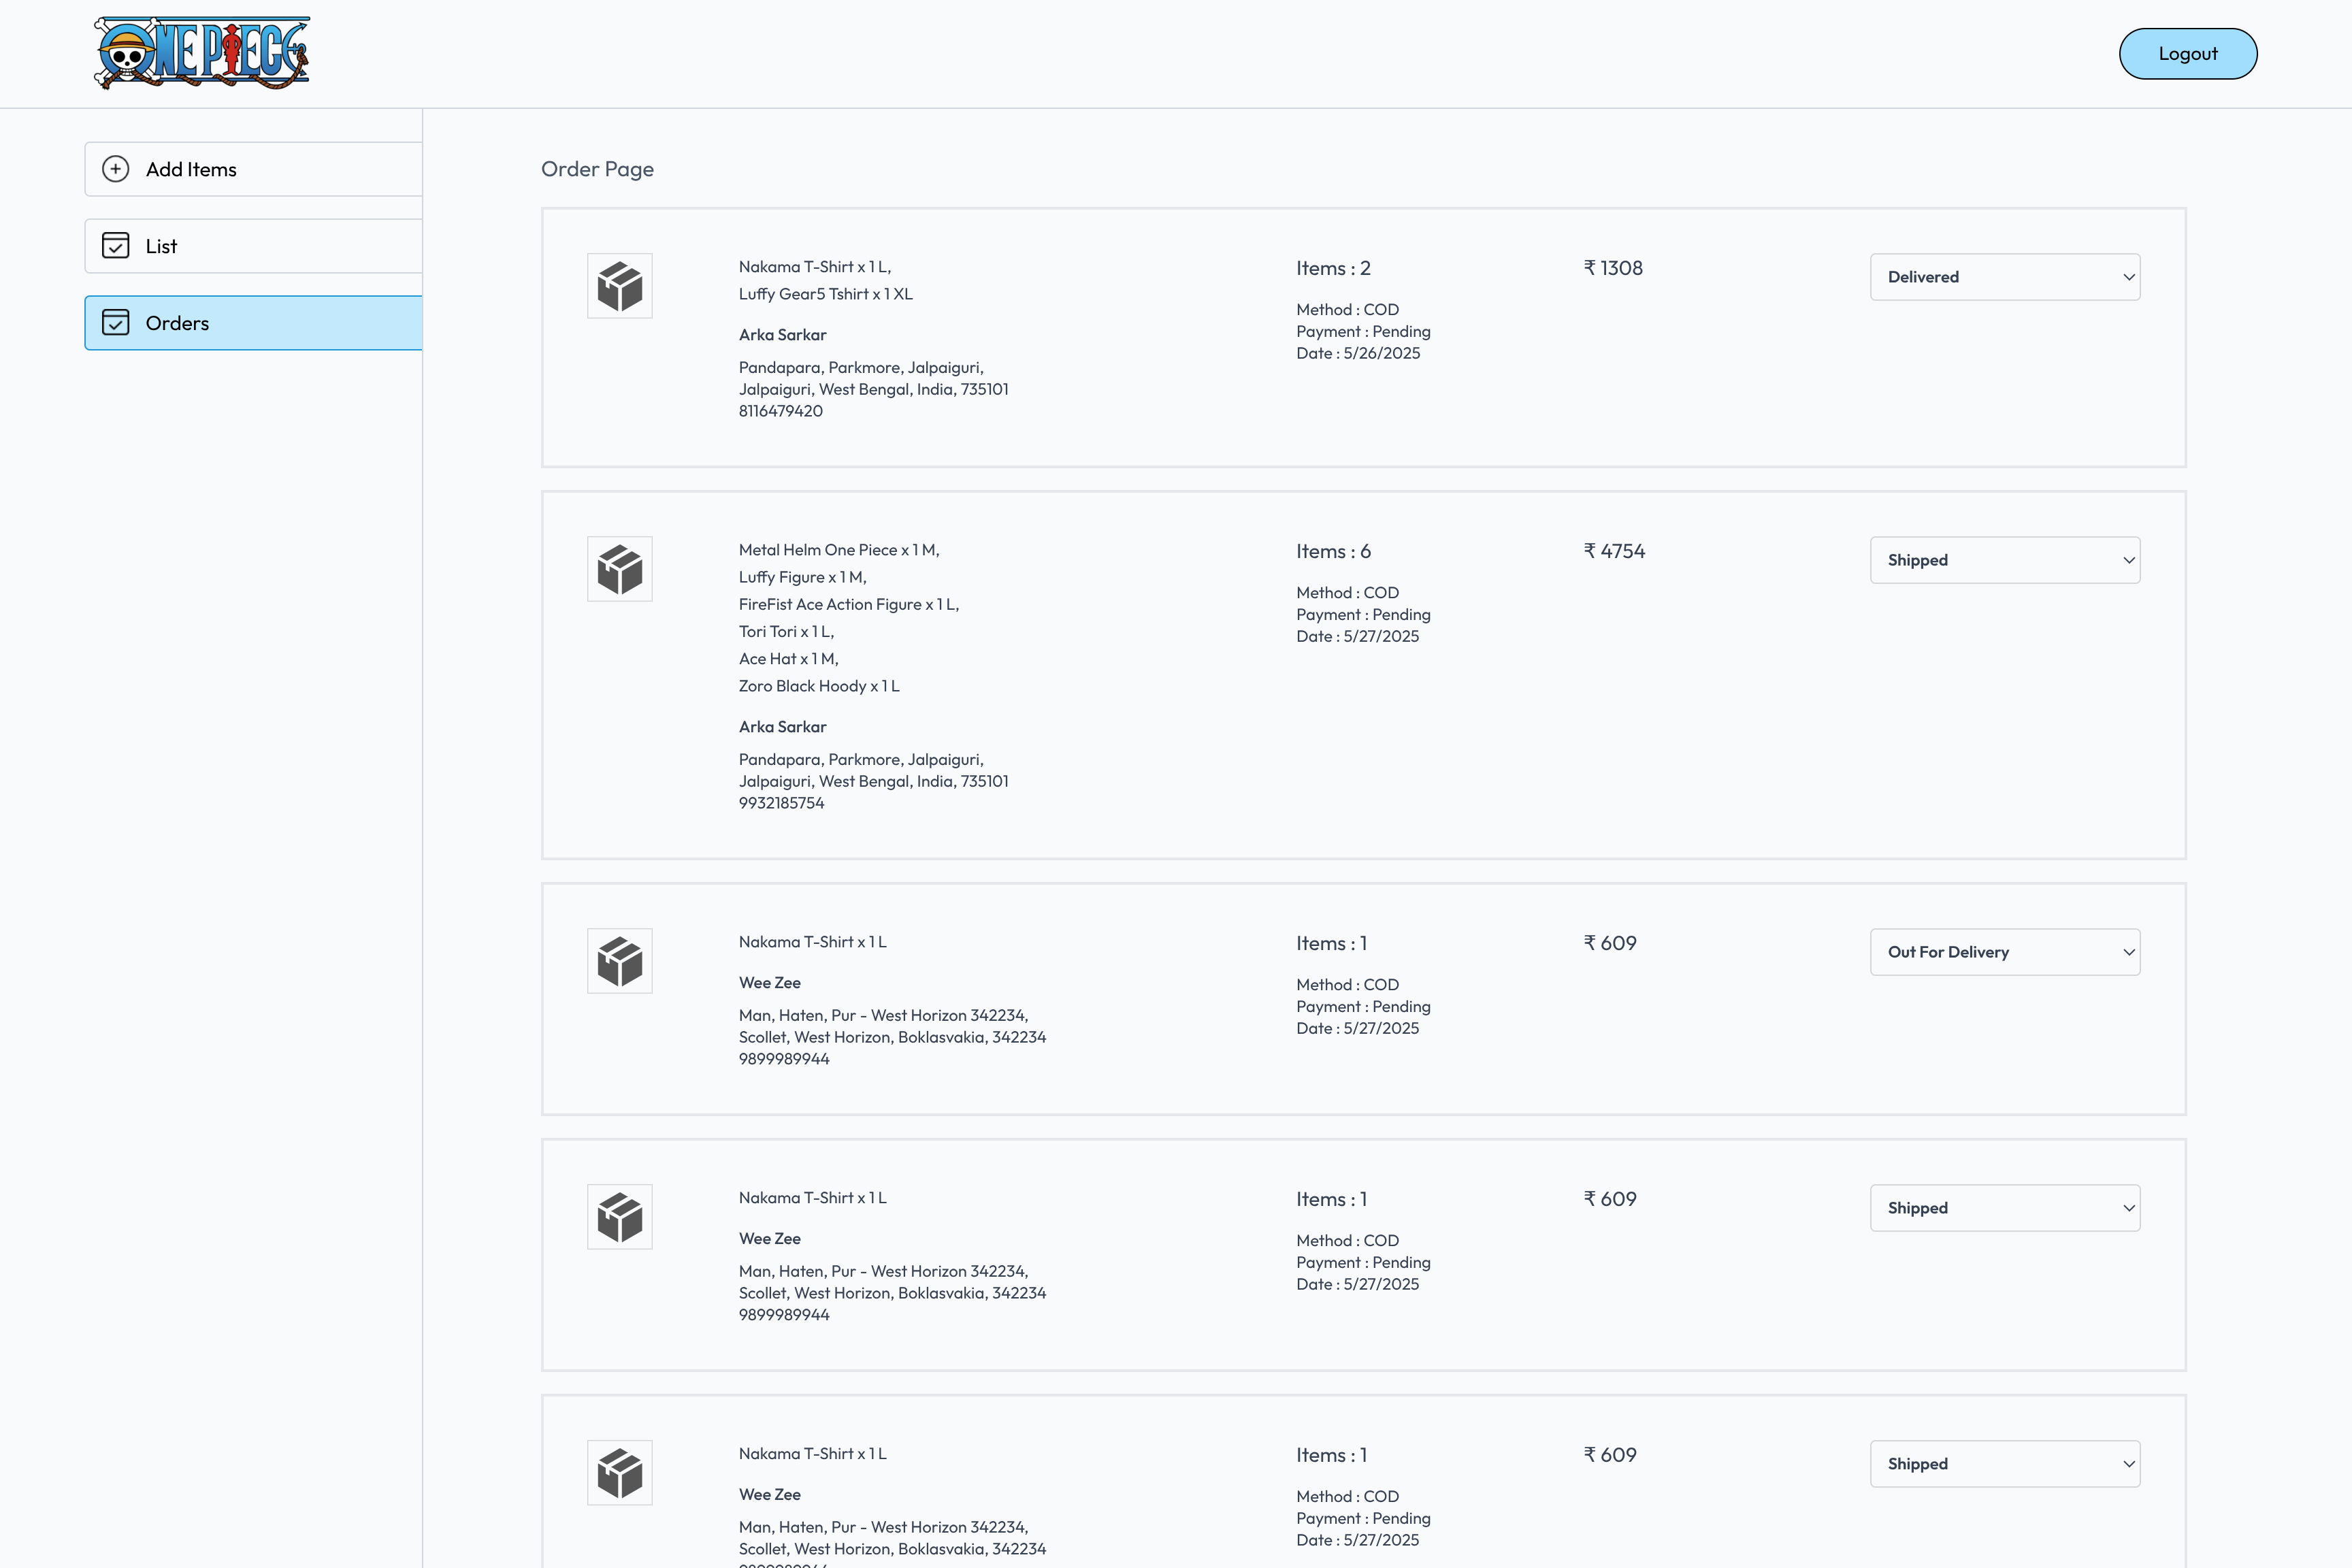 ONE PIECE
Logout
Add Items
List
Orders
Order Page
Nakama T-Shirt x 1 L,
Luffy Gear5 Tshirt x 1 XL
Arka Sarkar
Pandapara, Parkmore, Jalpaiguri,
Jalpaiguri, West Bengal, India, 735101
8116479420
Items : 2
Method : COD
Payment : Pending
Date : 5/26/2025
₹ 1308
Delivered
Metal Helm One Piece x 1 M,
Luffy Figure x 1 M,
FireFist Ace Action Figure x 1 L,
Tori Tori x 1 L,
Ace Hat x 1 M,
Zoro Black Hoody x 1 L
Arka Sarkar
Pandapara, Parkmore, Jalpaiguri,
Jalpaiguri, West Bengal, India, 735101
9932185754
Items : 6
Method : COD
Payment : Pending
Date : 5/27/2025
₹ 4754
Shipped
Nakama T-Shirt x 1 L
Wee Zee
Man, Haten, Pur - West Horizon 342234,
Scollet, West Horizon, Boklasvakia, 342234
9899989944
Items : 1
Method : COD
Payment : Pending
Date : 5/27/2025
₹ 609
Out For Delivery
Nakama T-Shirt x 1 L
Wee Zee
Man, Haten, Pur - West Horizon 342234,
Scollet, West Horizon, Boklasvakia, 342234
9899989944
Items : 1
Method : COD
Payment : Pending
Date : 5/27/2025
₹ 609
Shipped
Nakama T-Shirt x 1 L
Wee Zee
Man, Haten, Pur - West Horizon 342234,
Scollet, West Horizon, Boklasvakia, 342234
Items : 1
Method : COD
Payment : Pending
Date : 5/27/2025
₹ 609
Shipped